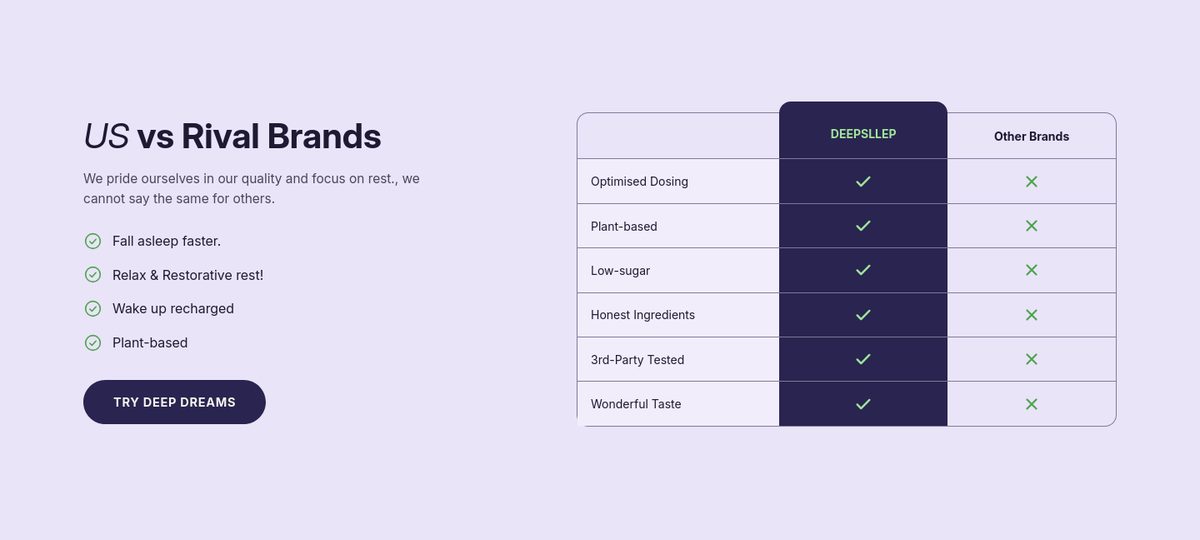 US vs Rival Brands
We pride ourselves in our quality and focus on rest., we
cannot say the same for others.
Fall asleep faster.
Relax & Restorative rest!
Wake up recharged
Plant-based
TRY DEEP DREAMS
DEEPSLLEP
Other Brands
Optimised Dosing
Plant-based
Low-sugar
Honest Ingredients
3rd-Party Tested
Wonderful Taste